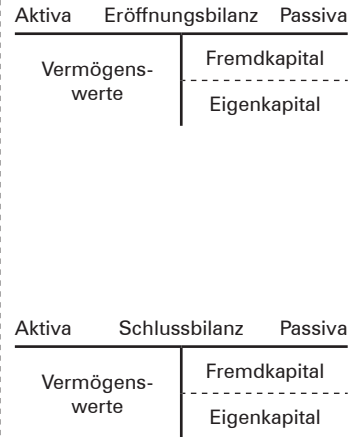 Aktiva Eröffnungsbilanz Passiva
Vermögens-
werte
Fremdkapital
Eigenkapital
Aktiva Schlussbilanz Passiva
Vermögens-
werte
Fremdkapital
Eigenkapital